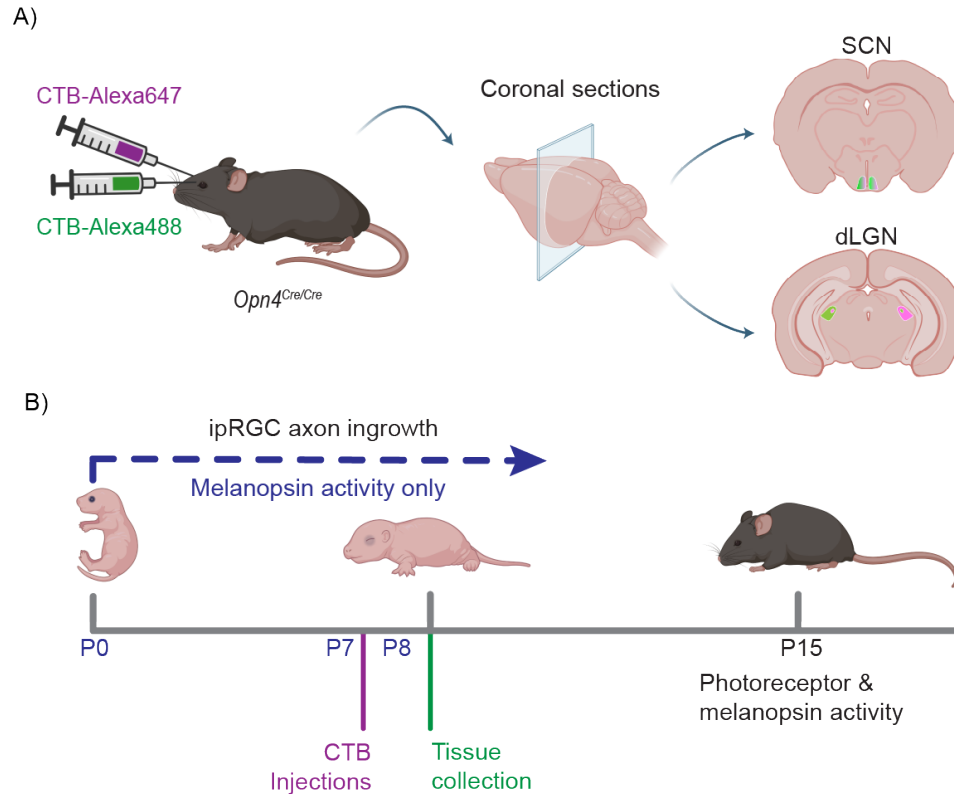 A)
CTB-Alexa647
CTB-Alexa488
Opn4Cre/Cre
Coronal sections
SCN
dLGN
B)
ipRGC axon ingrowth
Melanopsin activity only
P0
P7
P8
P15
Photoreceptor &
melanopsin activity
CTB
Injections
Tissue
collection